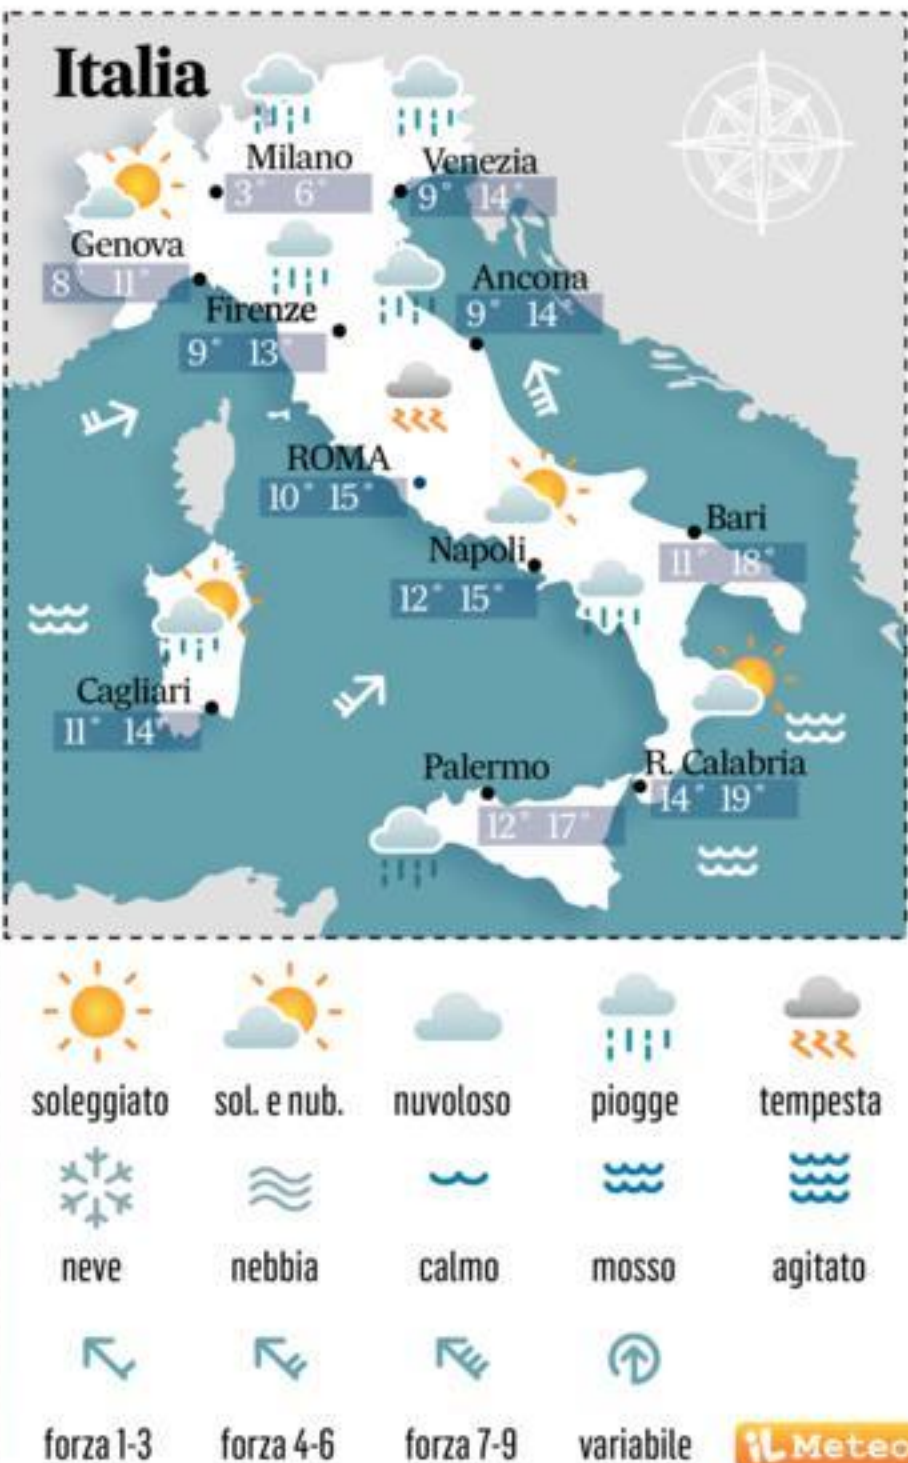 Italia
Milano
3° 6°
Venezia
9° 14°
Genova
8° 11°
Firenze
9° 13°
Ancona
9° 14°
ROMA
10° 15°
Napoli
12° 15°
Bari
11° 18°
Cagliari
11° 14°
Palermo
12° 17°
R. Calabria
14° 19°
soleggiato sol. e nub. nuvoloso piogge tempesta
neve nebbia calmo mosso agitato
forza 1-3 forza 4-6 forza 7-9 variabile
iL Meteo